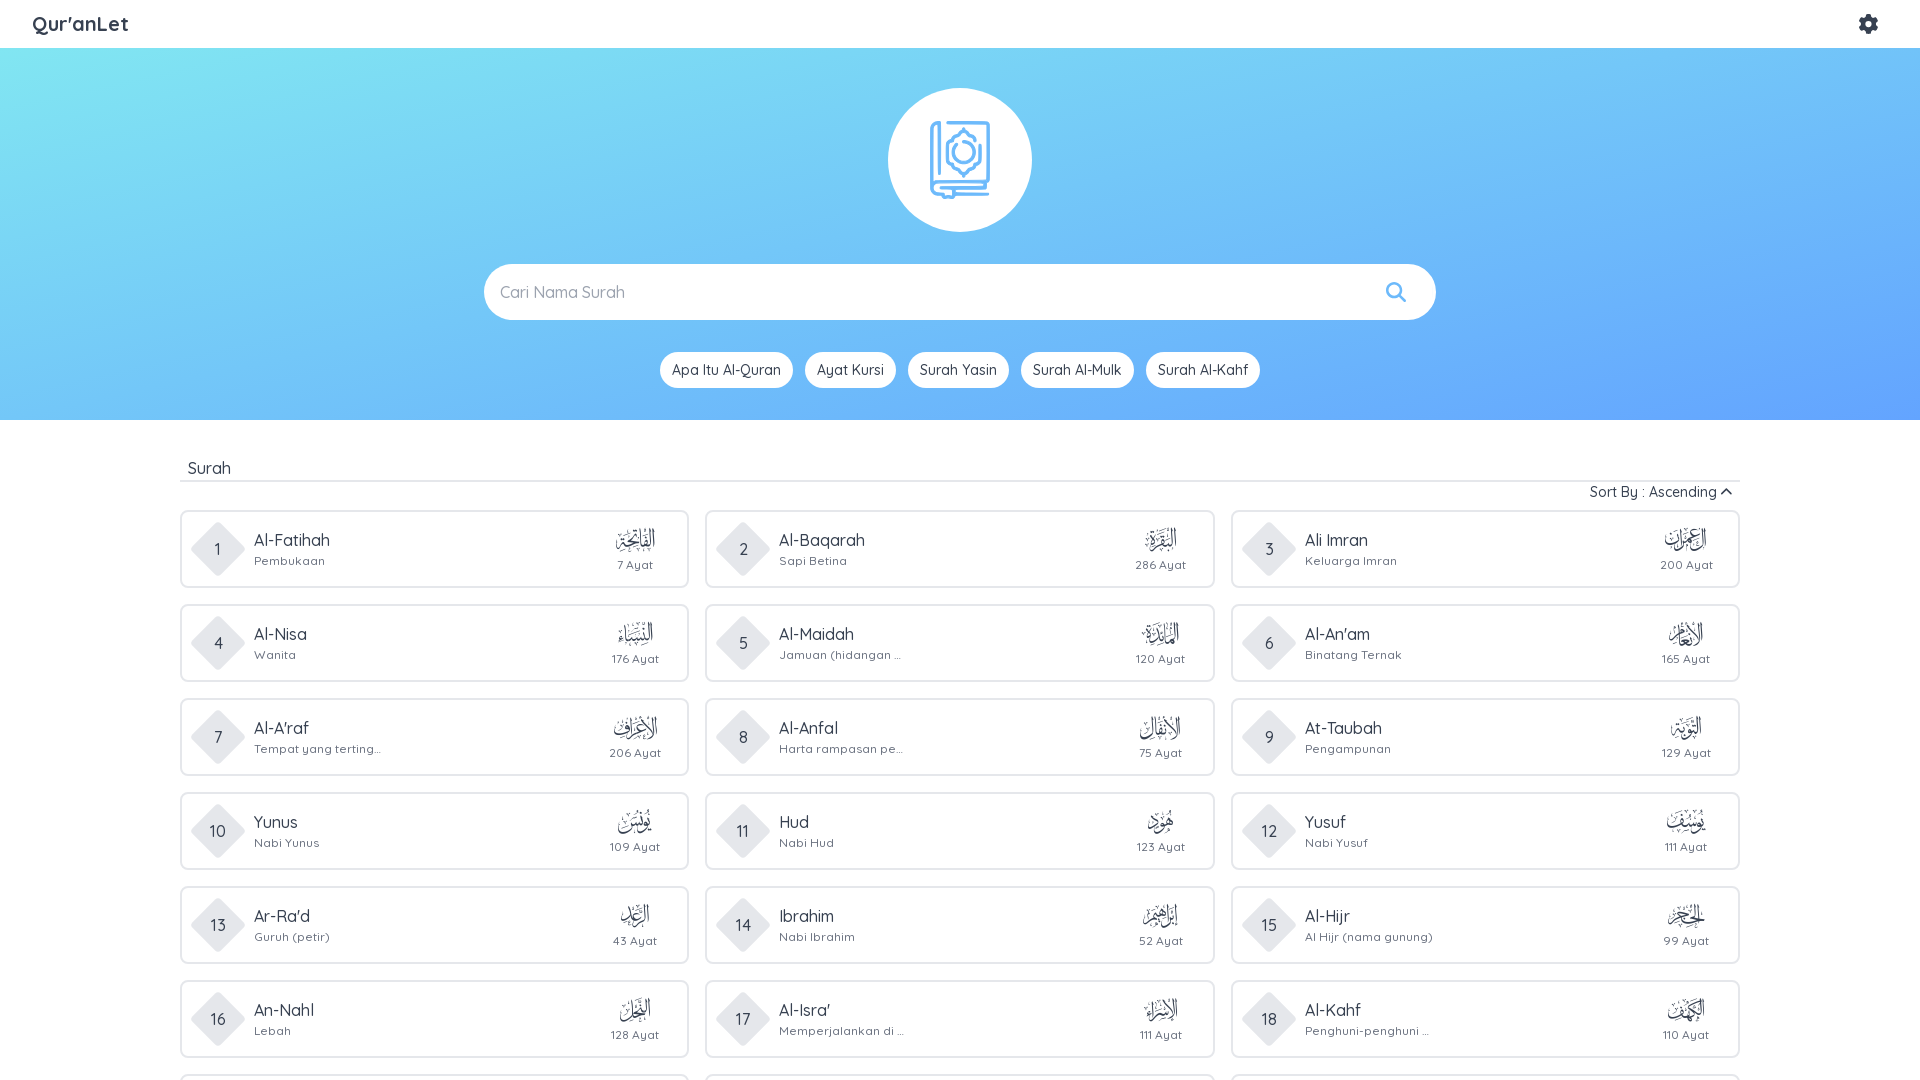 Qur'anLet
Cari Nama Surah
Apa Itu Al-Quran
Ayat Kursi
Surah Yasin
Surah Al-Mulk
Surah Al-Kahf
Surah
Sort By : Ascending
1
Al-Fatihah
Pembukaan
الفاتحة
7 Ayat
2
Al-Baqarah
Sapi Betina
البقرة
286 Ayat
3
Ali Imran
Keluarga Imran
آل عمران
200 Ayat
4
Al-Nisa
Wanita
النساء
176 Ayat
5
Al-Maidah
Jamuan (hidangan ...
المائدة
120 Ayat
6
Al-An'am
Binatang Ternak
الأنعام
165 Ayat
7
Al-A'raf
Tempat yang terting...
الأعراف
206 Ayat
8
Al-Anfal
Harta rampasan pe...
الأنفال
75 Ayat
9
At-Taubah
Pengampunan
التوبة
129 Ayat
10
Yunus
Nabi Yunus
يونس
109 Ayat
11
Hud
Nabi Hud
هود
123 Ayat
12
Yusuf
Nabi Yusuf
يوسف
111 Ayat
13
Ar-Ra'd
Guruh (petir)
الرعد
43 Ayat
14
Ibrahim
Nabi Ibrahim
إبراهيم
52 Ayat
15
Al-Hijr
Al Hijr (nama gunung)
الحجر
99 Ayat
16
An-Nahl
Lebah
النحل
128 Ayat
17
Al-Isra'
Memperjalankan di ...
الإسراء
111 Ayat
18
Al-Kahf
Penghuni-penghuni ...
الكهف
110 Ayat